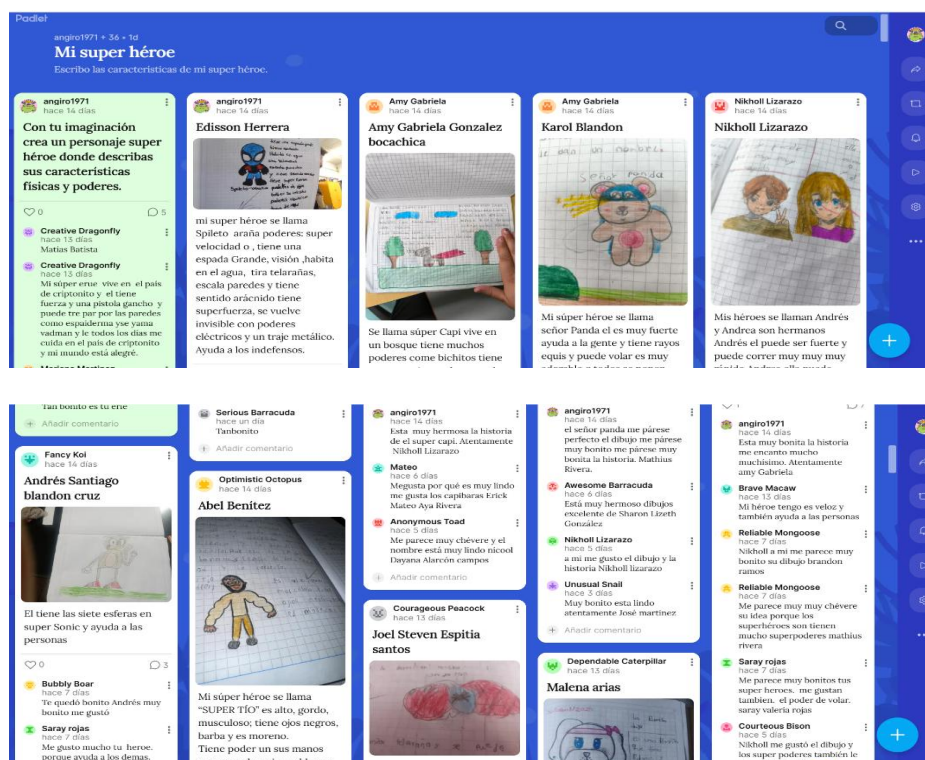 Padlet
angiro1971 + 36 • 1d
Mi super héroe
Escribo las características de mi super héroe.
angiro1971
hace 14 días
Con tu imaginación
crea un personaje super
héroe donde describas
sus características
físicas y poderes.
0
5
Creative Dragonfly
hace 13 días
Matias Batista
Creative Dragonfly
hace 13 días
Mi súper erue vive en el país
de criptonito y el tiene
fuerza y una pistola gancho y
puede tre par por las paredes
como espaiderma yse yama
vadman y le todos los días me
cuida en el país de criptonito
y mi mundo está alegré.
Mariana Martinez
angiro1971
hace 14 días
Edisson Herrera
mi super héroe se llama
Spileto araña poderes: super
velocidad o , tiene una
espada Grande, visión ,habita
en el agua, tira telarañas,
escala paredes y tiene
sentido arácnido tiene
superfuerza, se vuelve
invisible con poderes
eléctricos y un traje metálico.
Ayuda a los indefensos.
Amy Gabriela
hace 14 días
Amy Gabriela Gonzalez
bocachica
Se llama súper Capi vive en
un bosque tiene muchos
poderes come bichitos tiene
Amy Gabriela
hace 14 días
Karol Blandon
señor panda
Mi súper héroe se llama
señor Panda el es muy fuerte
ayuda a la gente y tiene rayos
equis y puede volar es muy
adorable y todos se ponen
Nikholl Lizarazo
hace 14 días
Nikholl Lizarazo
Mis héroes se llaman Andrés
y Andrea son hermanos
Andrés el puede ser fuerte y
puede correr muy muy muy
rápido Andrea ella puede
Tan bonito es tu erue
Añadir comentario
Fancy Koi
hace 14 días
Andrés Santiago
blandon cruz
El tiene las siete esferas en
super Sonic y ayuda a las
personas
0
3
Bubbly Boar
hace 7 días
Te quedó bonito Andrés muy
bonito me gustó
Saray rojas
hace 7 días
Me gusto mucho tu heroe.
porque ayuda a los demas.
Serious Barracuda
hace un día
Tanbonito
Añadir comentario
Optimistic Octopus
hace 14 días
Abel Benítez
Mi súper héroe se llama
“SUPER TÍO” es alto, gordo,
musculoso; tiene ojos negros,
barba y es moreno.
Tiene poder un sus manos
angiro1971
hace 14 días
Esta muy hermosa la historia
de el super capi. Atentamente
Nikholl Lizarazo
Mateo
hace 6 días
Megusta por qué es muy lindo
me gusta los capibaras Erick
Mateo Aya Rivera
Anonymous Toad
hace 5 días
Me parece muy chévere y el
nombre está muy lindo nicool
Dayana Alarcón campos
Añadir comentario
Courageous Peacock
hace 13 días
Joel Steven Espitia
santos
angiro1971
hace 14 días
el señor panda me párese
perfecto el dibujo me párese
muy bonito me párese muy
bonita la historia. Mathius
Rivera.
Awesome Barracuda
hace 6 días
Está muy hermoso dibujos
excelente de Sharon Lizeth
González
Nikholl Lizarazo
hace 5 días
a mi me gusto el dibujo y la
historia Nikholl lizarazo
Unusual Snail
hace 3 días
Muy bonito esta lindo
atentamente José martinez
Añadir comentario
Dependable Caterpillar
hace 13 días
Malena arias
angiro1971
hace 14 días
Esta muy bonita la historia
me encanto mucho
muchísimo. Atentamente
amy Gabriela
Brave Macaw
hace 13 días
Mi héroe tengo es veloz y
también ayuda a las personas
Reliable Mongoose
hace 7 días
Nikholl a mi me parece muy
bonito su dibujo brandon
ramos
Reliable Mongoose
hace 7 días
Me parece muy muy chévere
su idea porque los
superhéroes son tienen
mucho superpoderes mathius
rivera
Saray rojas
hace 7 días
Me parece muy bonitos tus
super heroes. me gustan
tambien. el poder de volar.
saray valeria rojas
Courteous Bison
hace 5 días
Nikholl me gustó el dibujo y
los super poderes también le